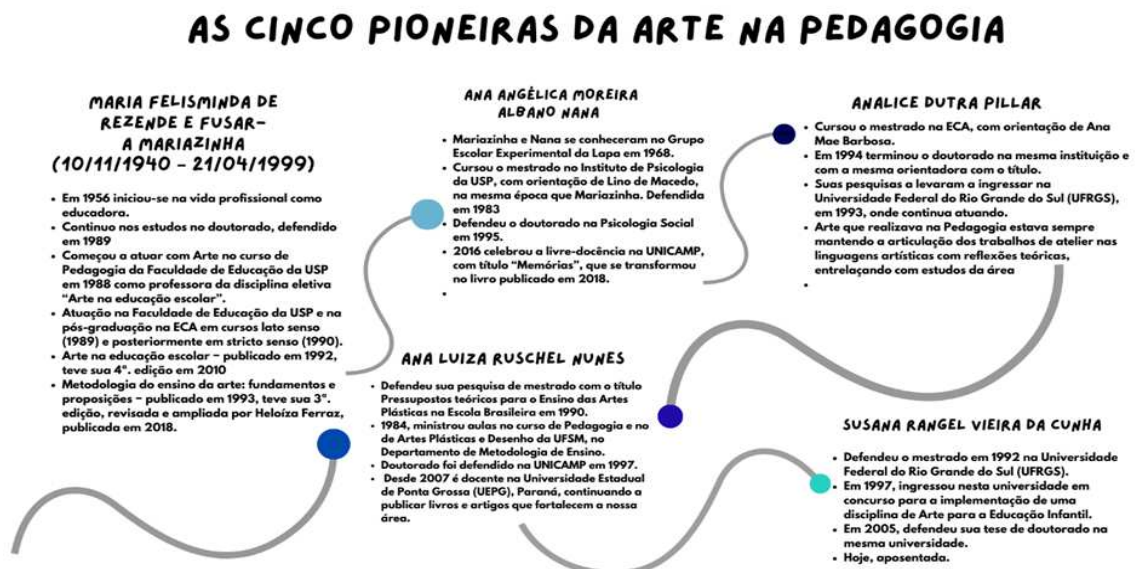 AS CINCO PIONEIRAS DA ARTE NA PEDAGOGIA
MARIA FELISMINDA DE
REZENDE E FUSAR-
A MARIAZINHA
(10/11/1940 - 21/04/1999)
• Em 1956 iniciou-se na vida profissional como
educadora.
• Continuo nos estudos no doutorado, defendido
em 1989
• Começou a atuar com Arte no curso de
Pedagogia da Faculdade de Educação da USP
em 1988 como professora da disciplina eletiva
“Arte na educação escolar”.
• Atuação na Faculdade de Educação da USP e na
pós-graduação na ECA em cursos lato senso
(1989) e posteriormente em stricto senso (1990).
• Arte na educação escolar – publicado em 1992,
teve sua 4ª. edição em 2010
• Metodologia do ensino da arte: fundamentos e
proposições – publicado em 1993, teve sua 3ª.
edição, revisada e ampliada por Heloíza Ferraz,
publicada em 2018.
ANA ANGÉLICA MOREIRA
ALBANO NANA
• Mariazinha e Nana se conheceram no Grupo
Escolar Experimental da Lapa em 1968.
• Cursou o mestrado no Instituto de Psicologia
da USP, com orientação de Lino de Macedo,
na mesma época que Mariazinha. Defendida
em 1983
• Defendeu o doutorado na Psicologia Social
em 1995.
• 2016 celebrou a livre-docência na UNICAMP,
com título “Memórias”, que se transformou
no livro publicado em 2018.
•
ANALICE DUTRA PILLAR
• Cursou o mestrado na ECA, com orientação de Ana
Mae Barbosa.
• Em 1994 terminou o doutorado na mesma instituição e
com a mesma orientadora com o título.
• Suas pesquisas a levaram a ingressar na
Universidade Federal do Rio Grande do Sul (UFRGS),
em 1993, onde continua atuando.
• Arte que realizava na Pedagogia estava sempre
mantendo a articulação dos trabalhos de atelier nas
linguagens artísticas com reflexões teóricas,
entrelaçando com estudos da área
•
ANA LUIZA RUSCHEL NUNES
• Defendeu sua pesquisa de mestrado com o título
Pressupostos teóricos para o Ensino das Artes
Plásticas na Escola Brasileira em 1990.
• 1984, ministrou aulas no curso de Pedagogia e no
de Artes Plásticas e Desenho da UFSM, no
Departamento de Metodologia de Ensino.
• Doutorado foi defendido na UNICAMP em 1997.
• Desde 2007 é docente na Universidade Estadual
de Ponta Grossa (UEPG), Paraná, continuando a
publicar livros e artigos que fortalecem a nossa
área.
SUSANA RANGEL VIEIRA DA CUNHA
• Defendeu o mestrado em 1992 na Universidade
Federal do Rio Grande do Sul (UFRGS).
• Em 1997, ingressou nesta universidade em
concurso para a implementação de uma
disciplina de Arte para a Educação Infantil.
• Em 2005, defendeu sua tese de doutorado na
mesma universidade.
• Hoje, aposentada.